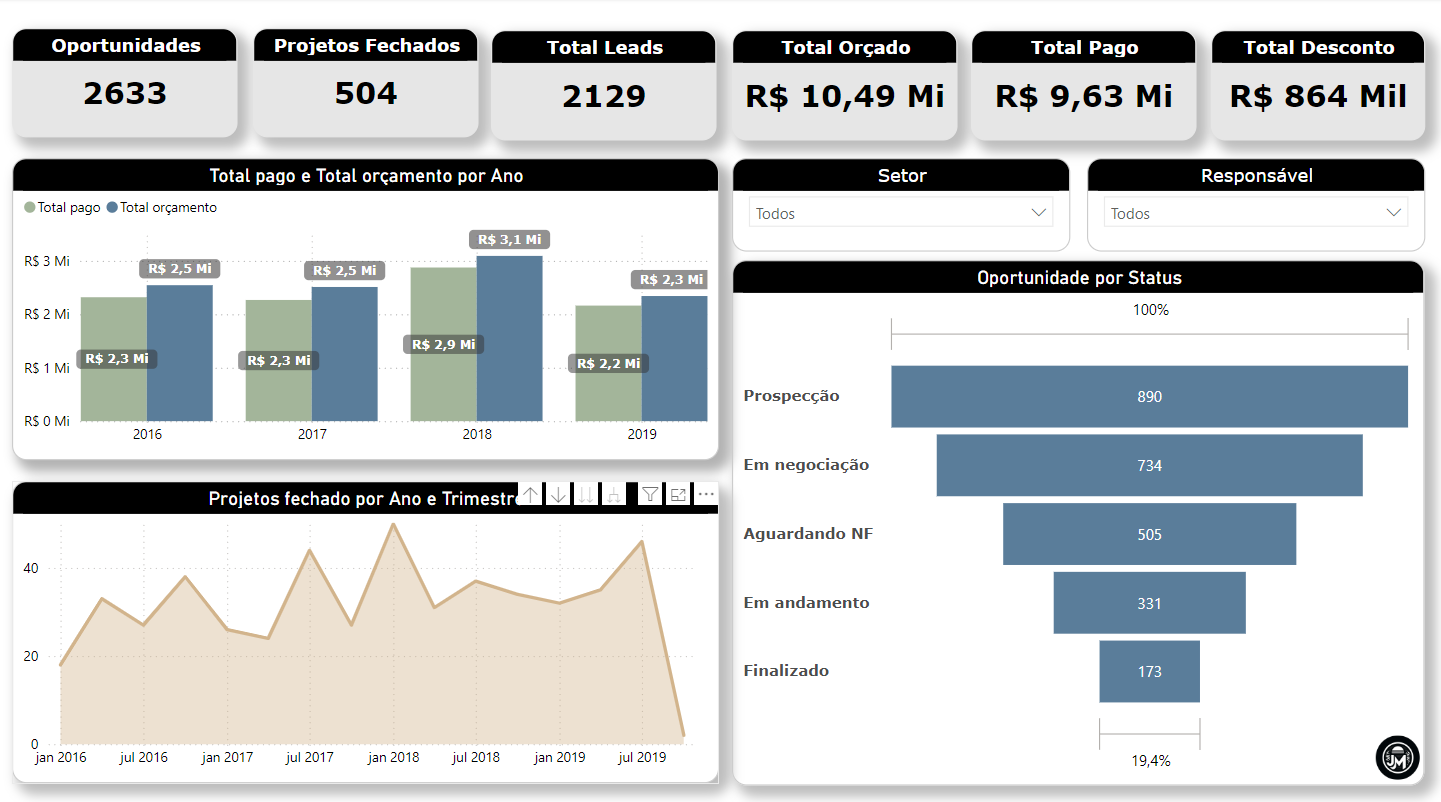 Oportunidades
2633
Projetos Fechados
504
Total Leads
2129
Total Orçado
R$ 10,49 Mi
Total Pago
R$ 9,63 Mi
Total Desconto
R$ 864 Mil
Total pago e Total orçamento por Ano
Total pago Total orçamento
R$ 3 Mi
R$ 2 Mi
R$ 1 Mi
R$ 0 Mi
R$ 2,5 Mi
R$ 2,5 Mi
R$ 3,1 Mi
R$ 2,3 Mi
R$ 2,3 Mi
R$ 2,3 Mi
R$ 2,9 Mi
R$ 2,2 Mi
2016 2017 2018 2019
Setor
Todos
Responsável
Todos
Oportunidade por Status
100%
Prospecção 890
Em negociação 734
Aguardando NF 505
Em andamento 331
Finalizado 173
19,4%
Projetos fechado por Ano e Trimestre
40
20
0
jan 2016 jul 2016 jan 2017 jul 2017 jan 2018 jul 2018 jan 2019 jul 2019
JM